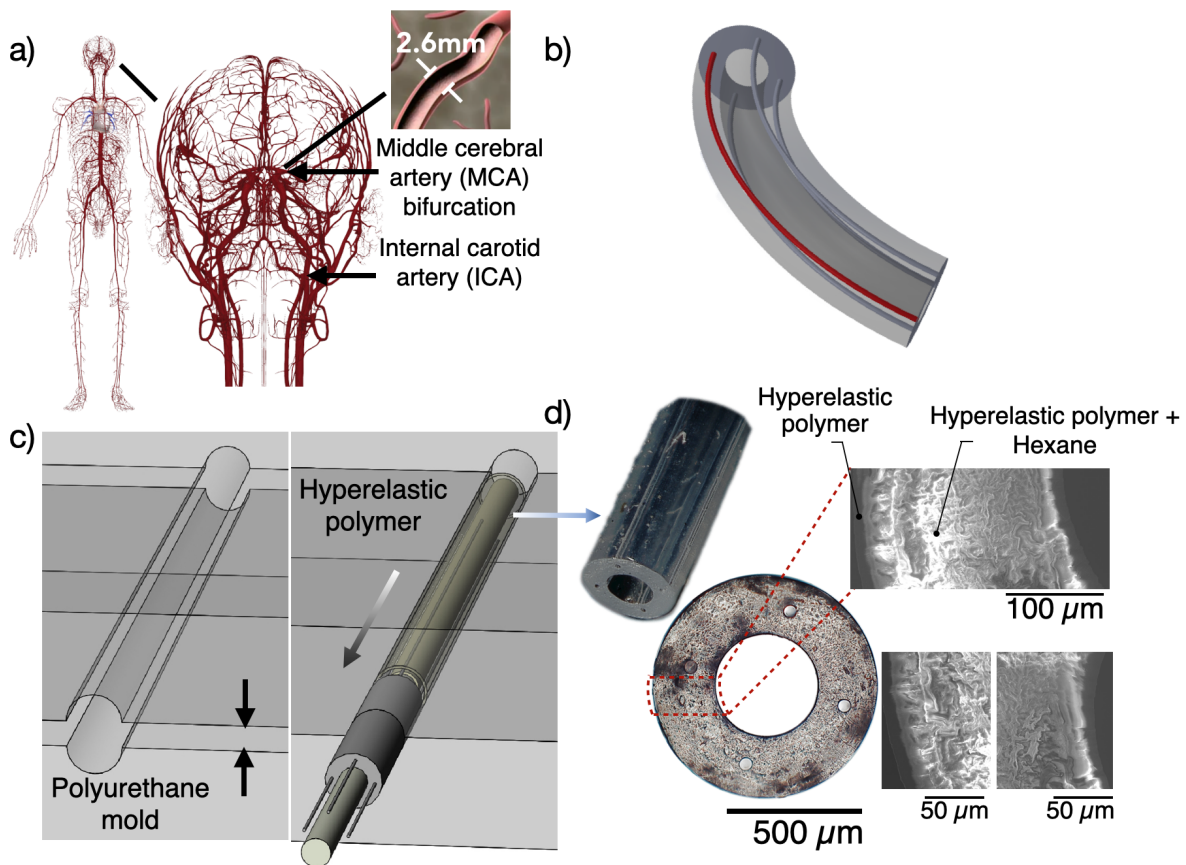 a)
2.6mm
Middle cerebral
artery (MCA)
bifurcation
Internal carotid
artery (ICA)
b)
c)
Hyperelastic
polymer
Polyurethane
mold
d)
Hyperelastic
polymer
Hyperelastic polymer +
Hexane
100 µm
50 µm
50 µm
500 µm